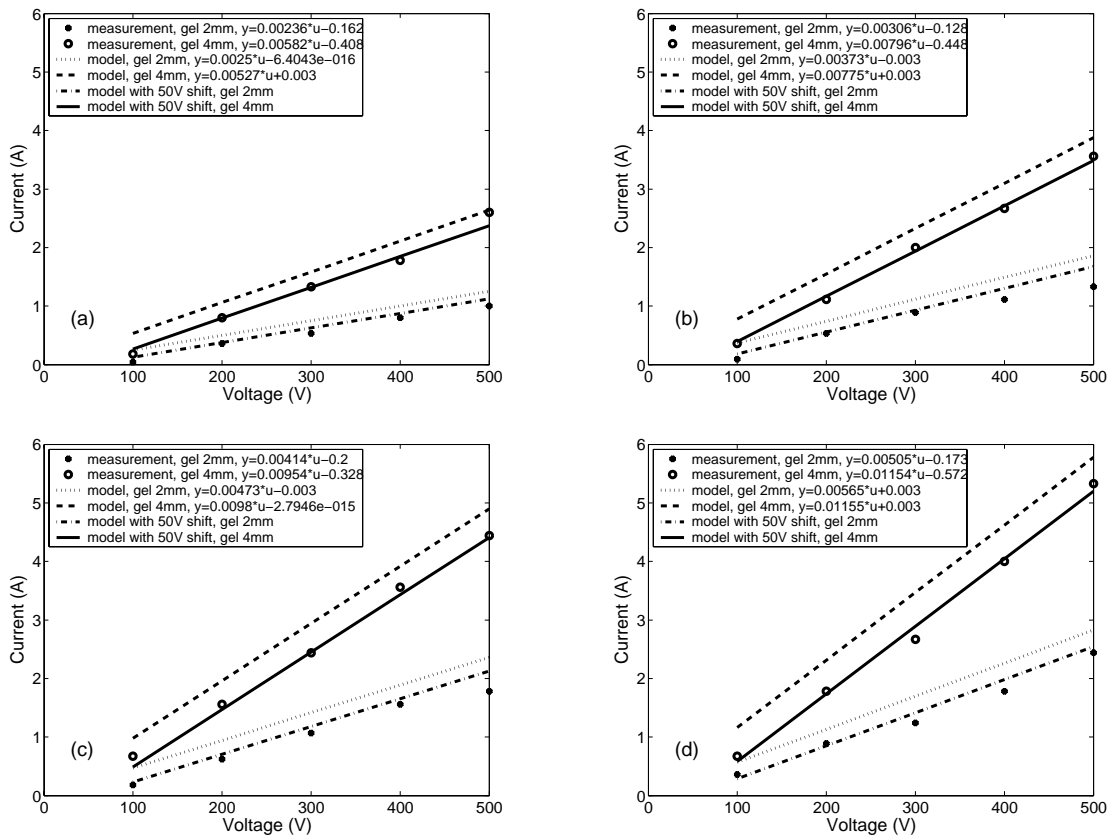 6
measurement, gel 2mm, y=0.00236*u−0.162
measurement, gel 4mm, y=0.00582*u−0.408
model, gel 2mm, y=0.0025*u−6.4043e−016
model, gel 4mm, y=0.00527*u+0.003
model with 50V shift, gel 2mm
model with 50V shift, gel 4mm
5
4
3
2
1
0
Current (A)
(a)
0 100 200 300 400 500
Voltage (V)
6
measurement, gel 2mm, y=0.00306*u−0.128
measurement, gel 4mm, y=0.00796*u−0.448
model, gel 2mm, y=0.00373*u−0.003
model, gel 4mm, y=0.00775*u+0.003
model with 50V shift, gel 2mm
model with 50V shift, gel 4mm
5
4
3
2
1
0
Current (A)
(b)
0 100 200 300 400 500
Voltage (V)
6
measurement, gel 2mm, y=0.00414*u−0.2
measurement, gel 4mm, y=0.00954*u−0.328
model, gel 2mm, y=0.00473*u−0.003
model, gel 4mm, y=0.0098*u−2.7946e−015
model with 50V shift, gel 2mm
model with 50V shift, gel 4mm
5
4
3
2
1
0
Current (A)
(c)
0 100 200 300 400 500
Voltage (V)
6
measurement, gel 2mm, y=0.00505*u−0.173
measurement, gel 4mm, y=0.01154*u−0.572
model, gel 2mm, y=0.00565*u+0.003
model, gel 4mm, y=0.01155*u+0.003
model with 50V shift, gel 2mm
model with 50V shift, gel 4mm
5
4
3
2
1
0
Current (A)
(d)
0 100 200 300 400 500
Voltage (V)